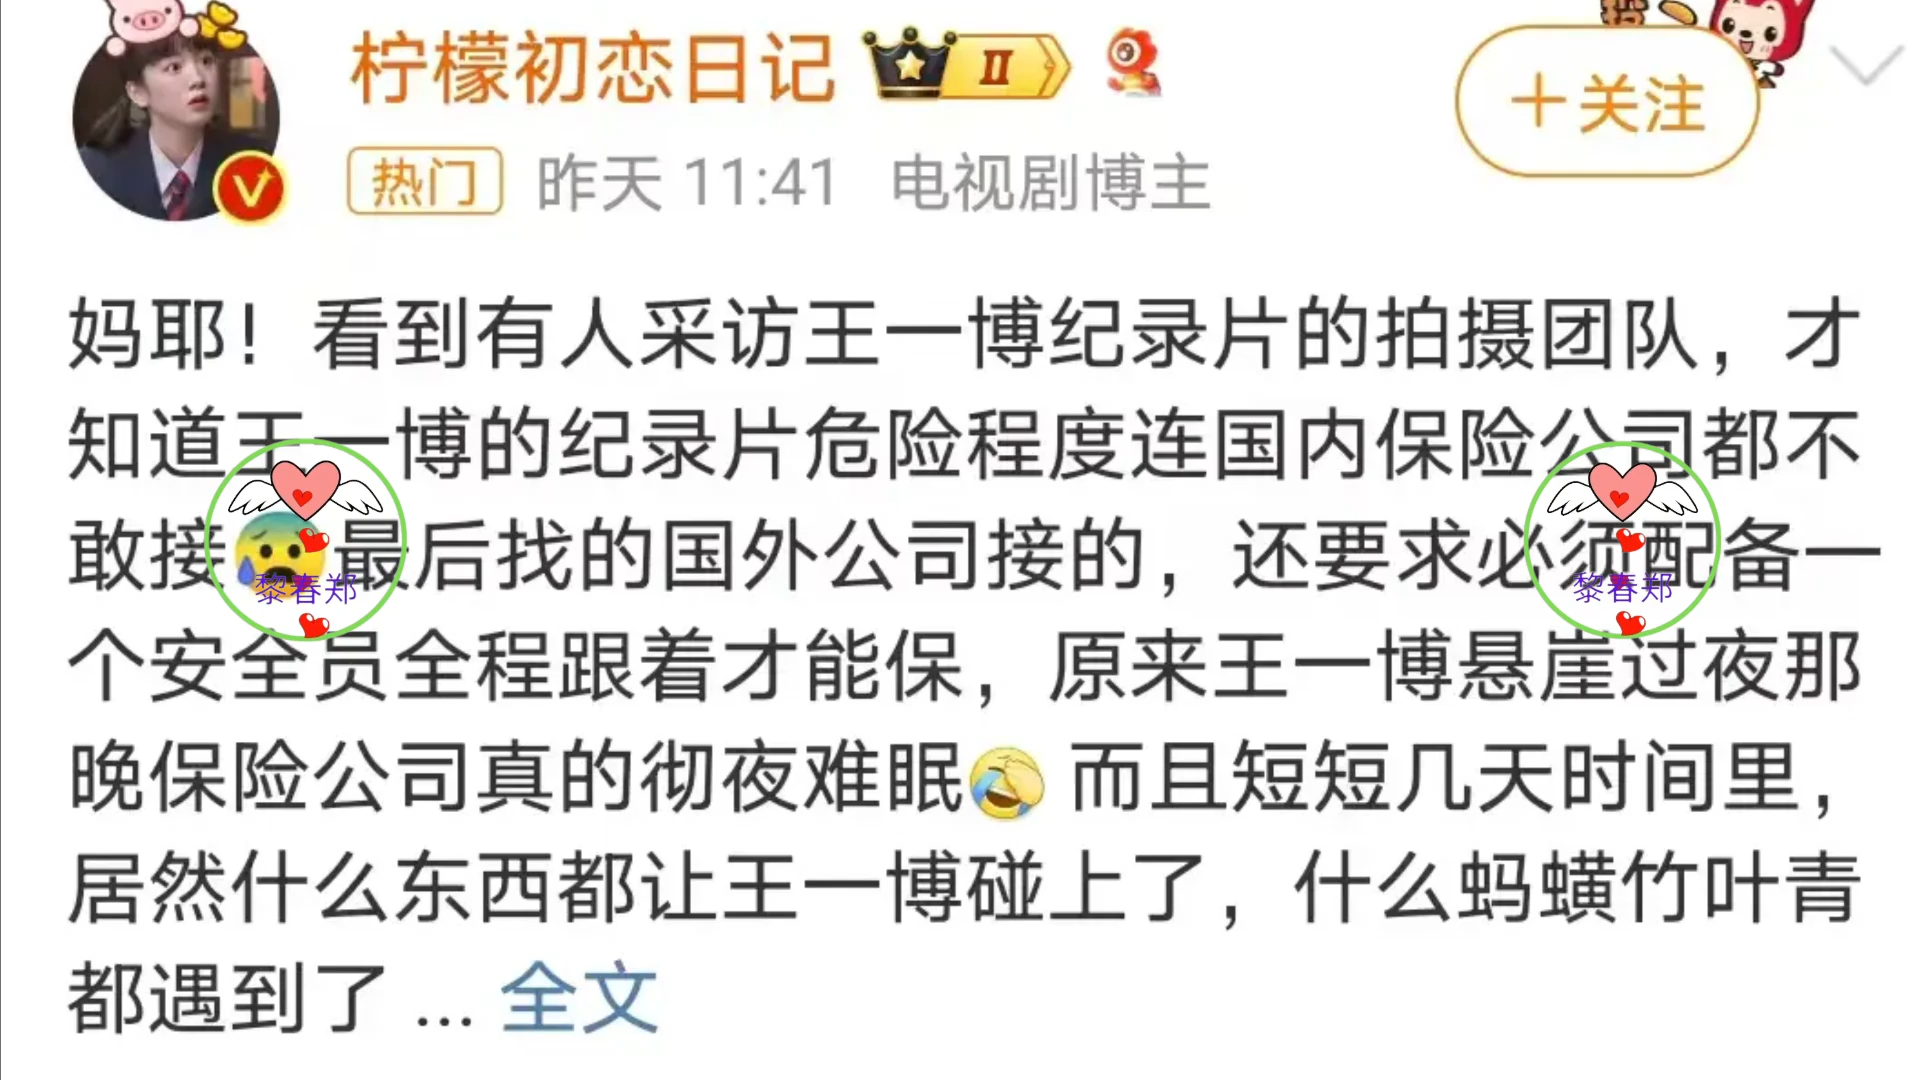 柠檬初恋日记 II
+关注
热门 昨天 11:41 电视剧博主
妈耶！看到有人采访王一博纪录片的拍摄团队，才
知道王一博的纪录片危险程度连国内保险公司都不
敢接😰最后找的国外公司接的，还要求必须配备一
黎春郑 黎春郑
个安全员全程跟着才能保，原来王一博悬崖过夜那
晚保险公司真的彻夜难眠🤣而且短短几天时间里，
居然什么东西都让王一博碰上了，什么蚂蟥竹叶青
都遇到了 ... 全文